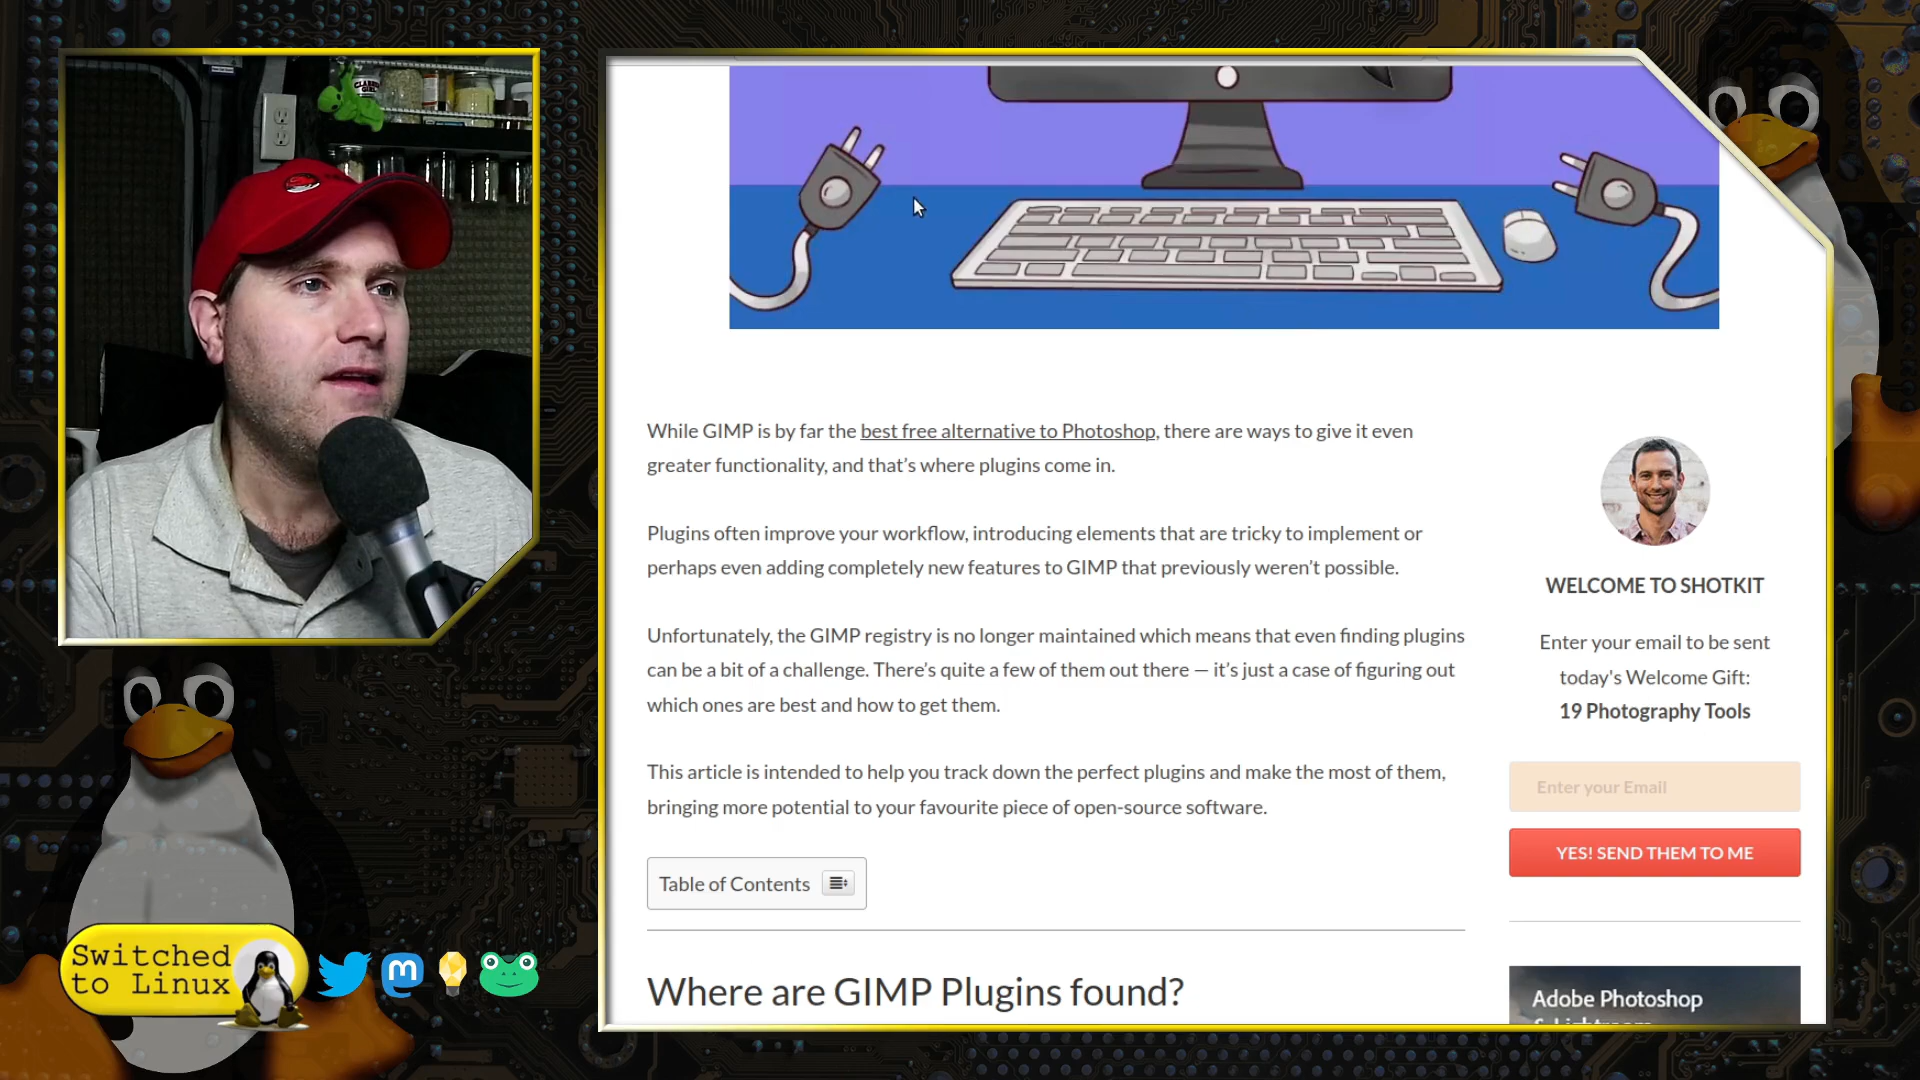 While GIMP is by far the best free alternative to Photoshop, there are ways to give it even
greater functionality, and that’s where plugins come in.
Plugins often improve your workflow, introducing elements that are tricky to implement or
perhaps even adding completely new features to GIMP that previously weren’t possible.
Unfortunately, the GIMP registry is no longer maintained which means that even finding plugins
can be a bit of a challenge. There’s quite a few of them out there — it’s just a case of figuring out
which ones are best and how to get them.
This article is intended to help you track down the perfect plugins and make the most of them,
bringing more potential to your favourite piece of open-source software.
Table of Contents
Where are GIMP Plugins found?
WELCOME TO SHOTKIT
Enter your email to be sent
today's Welcome Gift:
19 Photography Tools
Enter your Email
YES! SEND THEM TO ME
Adobe Photoshop
Switched
to Linux